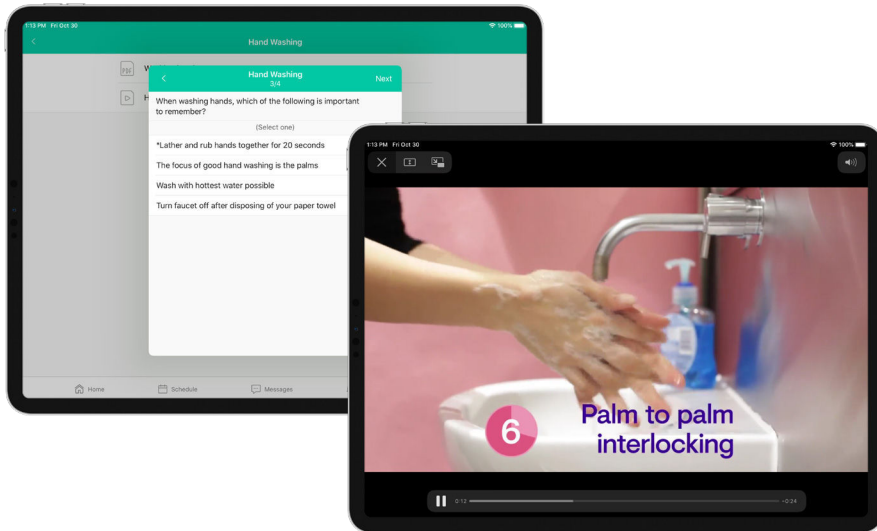 1:13 PM Fri Oct 30
100%
Hand Washing
PDF
W
H
Hand Washing
3/4
Next
When washing hands, which of the following is important
to remember?
(Select one)
*Lather and rub hands together for 20 seconds
The focus of good hand washing is the palms
Wash with hottest water possible
Turn faucet off after disposing of your paper towel
Home
Schedule
Messages
1:13 PM Fri Oct 30
100%
6
Palm to palm
interlocking
0:12
-0:24